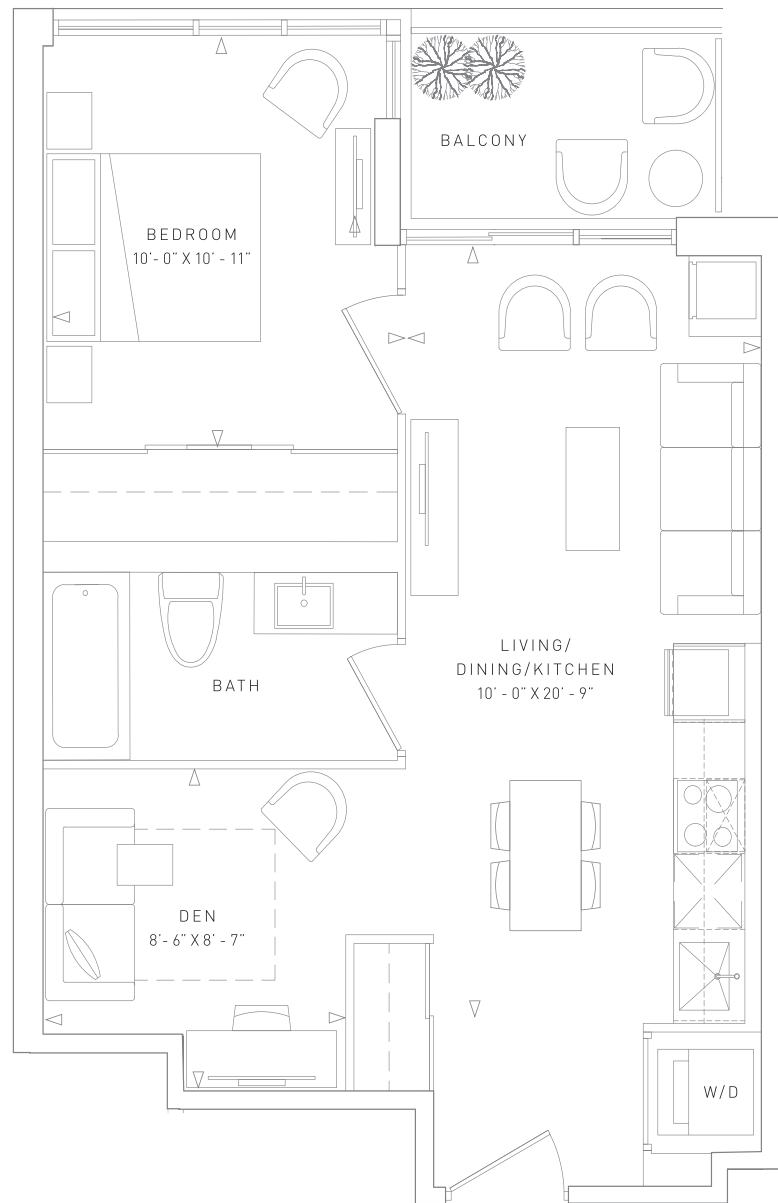 BALCONY
BEDROOM
10'- 0" X 10' - 11"
LIVING/
DINING/KITCHEN
10' - 0" X 20' - 9"
BATH
DEN
8'- 6" X 8' - 7"
W/D